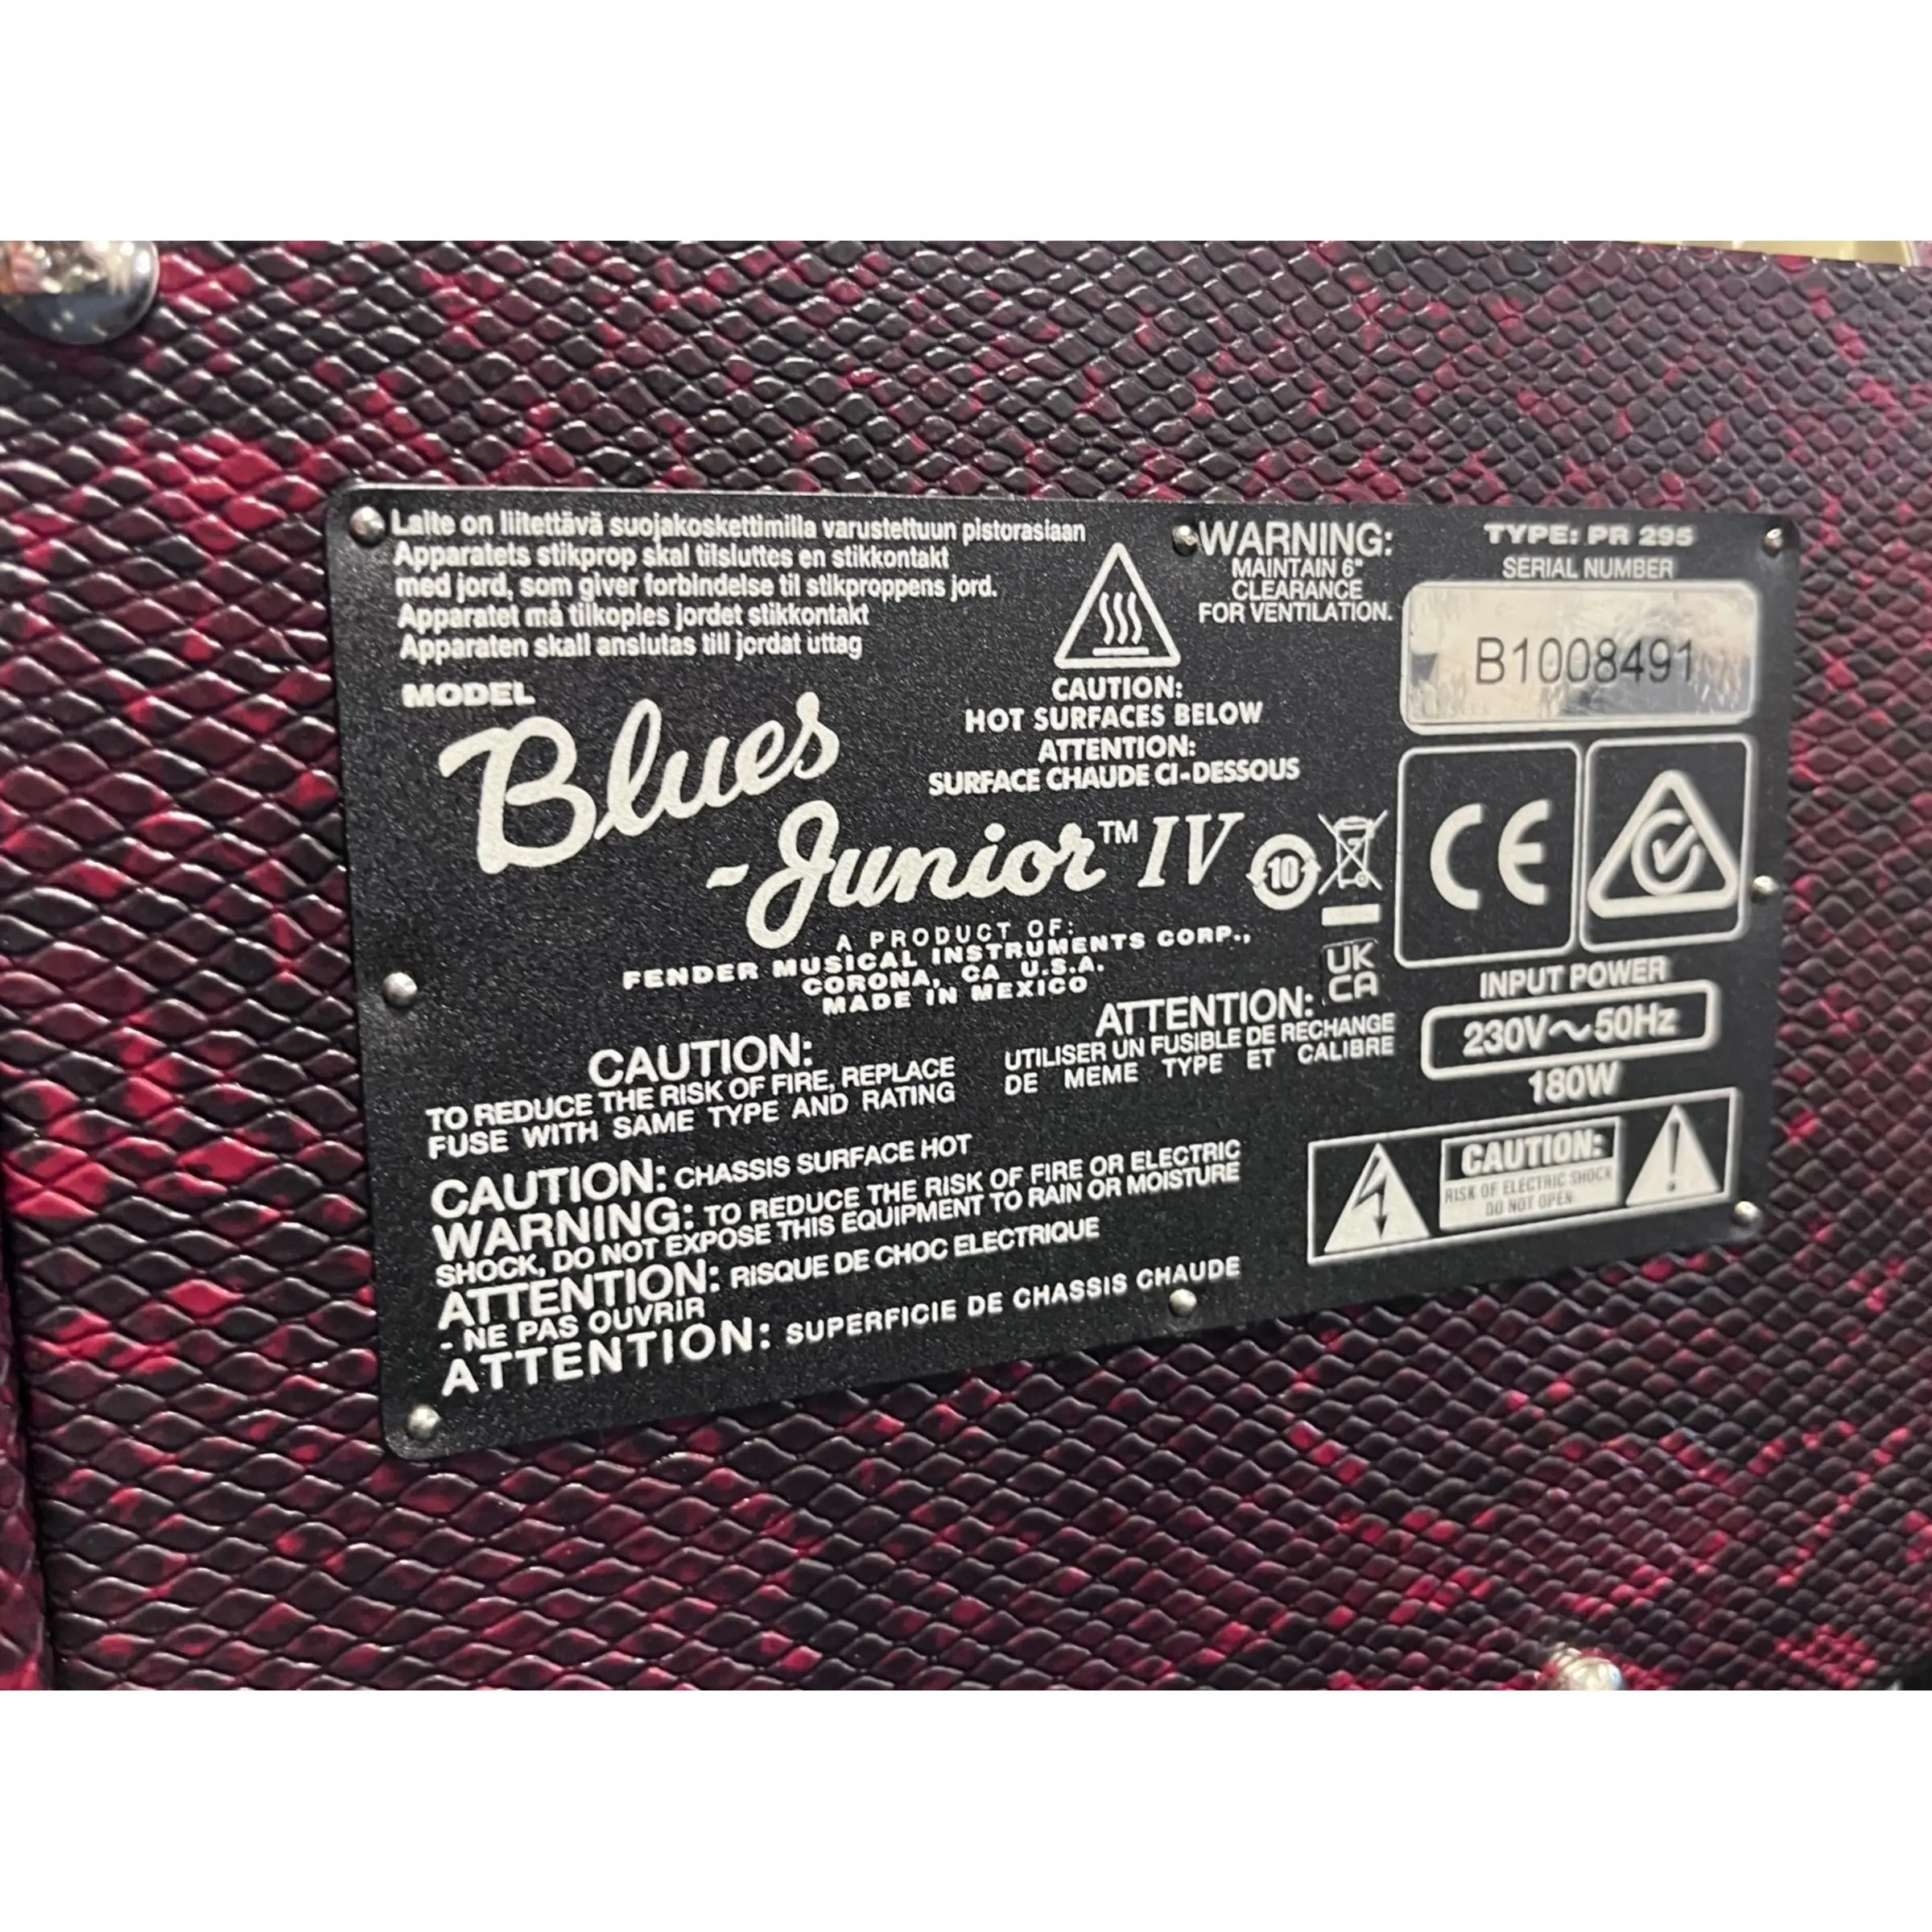 Laite on liitettävä suojakoskettimilla varustettuun pistorasiaan
Apparatets stikprop skal tilsluttes en stikkontakt
med jord, som giver forbindelse til stikproppens jord.
Apparatet må tilkoples jordet stikkontakt
Apparaten skall anslutas till jordat uttag
MODEL
Blues
Junior™ IV
A PRODUCT OF:
FENDER MUSICAL INSTRUMENTS CORP.,
CORONA, CA U.S.A.
MADE IN MEXICO
CAUTION:
HOT SURFACES BELOW
ATTENTION:
SURFACE CHAUDE CI-DESSOUS
WARNING:
MAINTAIN 6"
CLEARANCE
FOR VENTILATION.
TYPE: PR 295
SERIAL NUMBER
B1008491
10
CE
UK
CA
INPUT POWER
230V~50Hz
180W
CAUTION:
TO REDUCE THE RISK OF FIRE, REPLACE
FUSE WITH SAME TYPE AND RATING
ATTENTION:
UTILISER UN FUSIBLE DE RECHANGE
DE MEME TYPE ET CALIBRE
CAUTION: CHASSIS SURFACE HOT
WARNING: TO REDUCE THE RISK OF FIRE OR ELECTRIC
SHOCK, DO NOT EXPOSE THIS EQUIPMENT TO RAIN OR MOISTURE
ATTENTION: RISQUE DE CHOC ELECTRIQUE
- NE PAS OUVRIR
ATTENTION: SUPERFICIE DE CHASSIS CHAUDE
CAUTION:
RISK OF ELECTRIC SHOCK
DO NOT OPEN